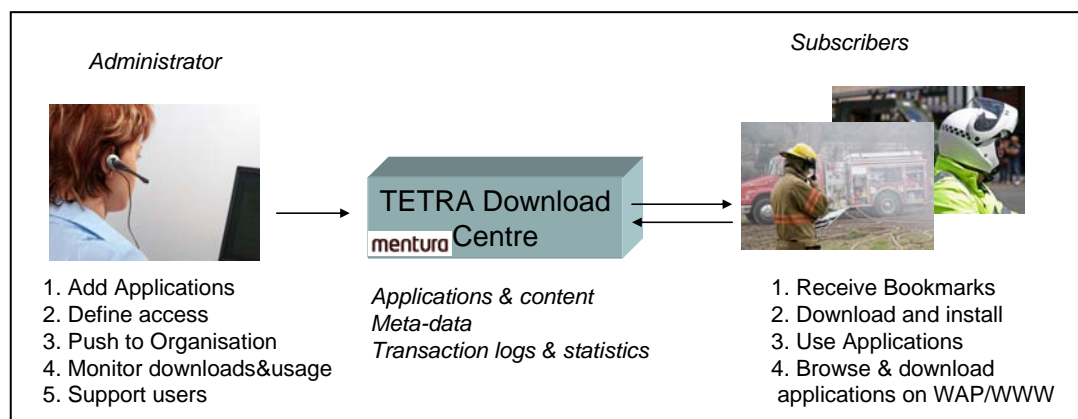 Administrator
Subscribers
TETRA Download
mentura Centre
1. Add Applications
2. Define access
3. Push to Organisation
4. Monitor downloads&usage
5. Support users
Applications & content
Meta-data
Transaction logs & statistics
1. Receive Bookmarks
2. Download and install
3. Use Applications
4. Browse & download
applications on WAP/WWW